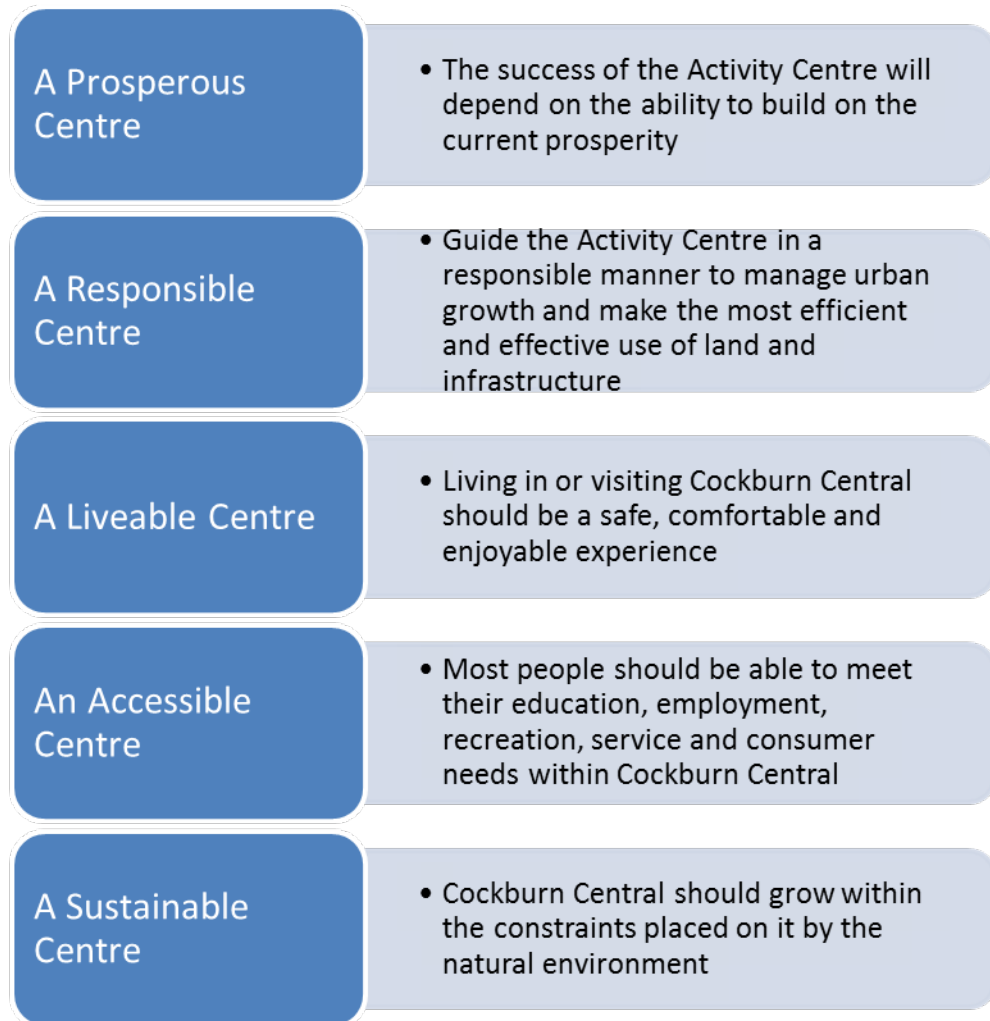 A Prosperous
Centre
• The success of the Activity Centre will
depend on the ability to build on the
current prosperity
A Responsible
Centre
• Guide the Activity Centre in a
responsible manner to manage urban
growth and make the most efficient
and effective use of land and
infrastructure
A Liveable Centre
• Living in or visiting Cockburn Central
should be a safe, comfortable and
enjoyable experience
An Accessible
Centre
• Most people should be able to meet
their education, employment,
recreation, service and consumer
needs within Cockburn Central
A Sustainable
Centre
• Cockburn Central should grow within
the constraints placed on it by the
natural environment